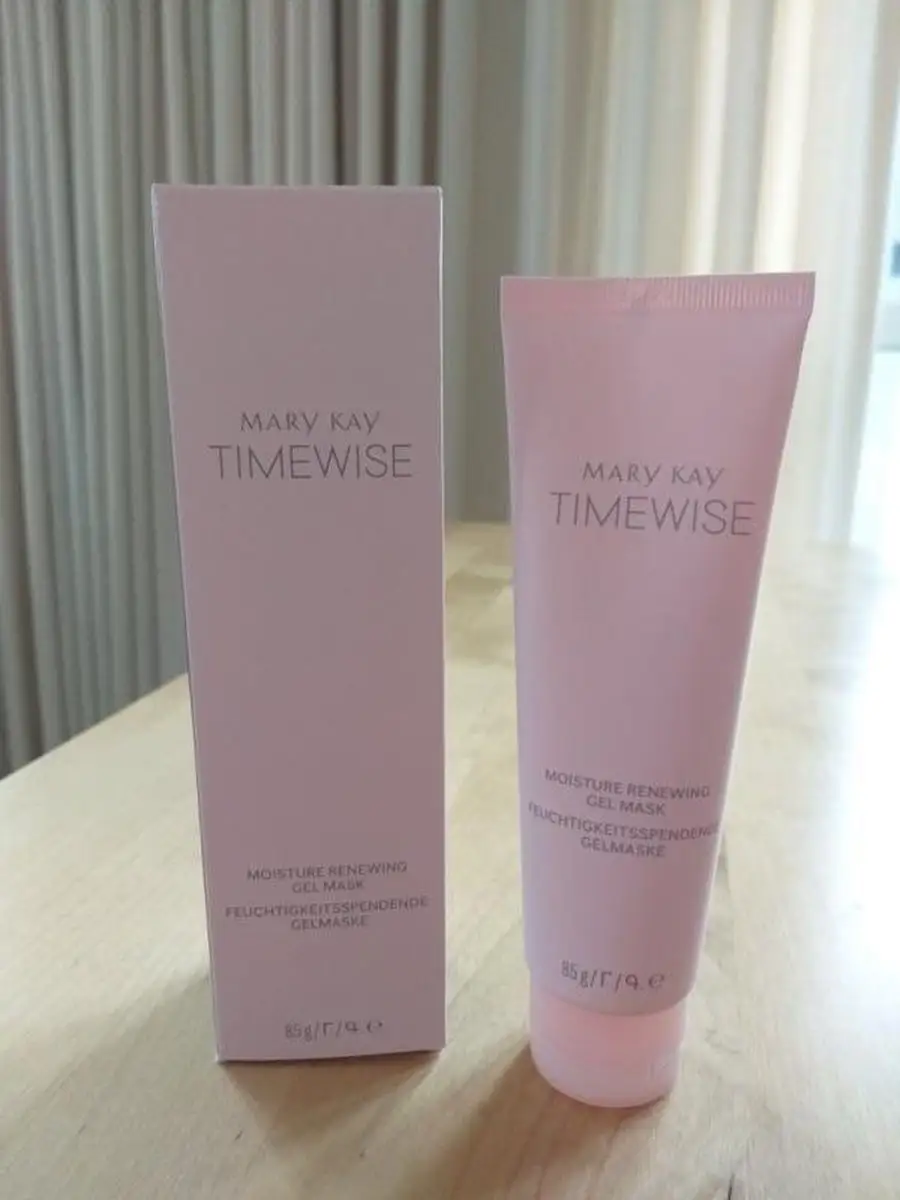 MARY KAY
TIMEWISE
MOISTURE RENEWING
GEL MASK
FEUCHTIGKEITSSPENDENDE
GELMASKE
85g/Г/գ. ℮
MARY KAY
TIMEWISE
MOISTURE RENEWING
GEL MASK
FEUCHTIGKEITSSPENDENDE
GELMASKE
85g/Г/գ. ℮